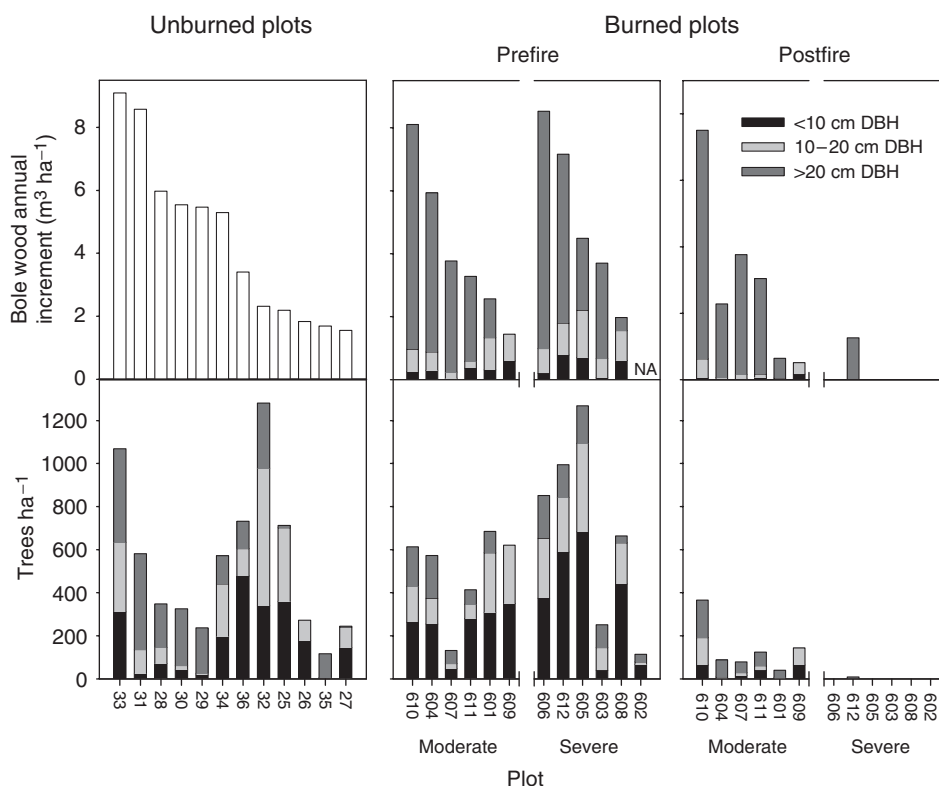 Unburned plots
Burned plots
Prefire
Postfire
Bole wood annual
increment (m³ ha⁻¹)
8
6
4
2
0
NA
<10 cm DBH
10–20 cm DBH
>20 cm DBH
Trees ha⁻¹
1200
1000
800
600
400
200
0
33 31 28 30 29 34 36 32 25 26 35 27
610 604 607 611 601 609 606 612 605 603 608 602
610 604 607 611 601 609 606 612 605 603 608 602
Moderate Severe
Moderate Severe
Plot